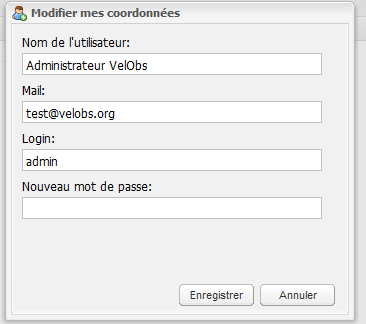 Modifier mes coordonnées
Nom de l'utilisateur:
Administrateur VelObs
Mail:
test@velobs.org
Login:
admin
Nouveau mot de passe:
Enregistrer Annuler